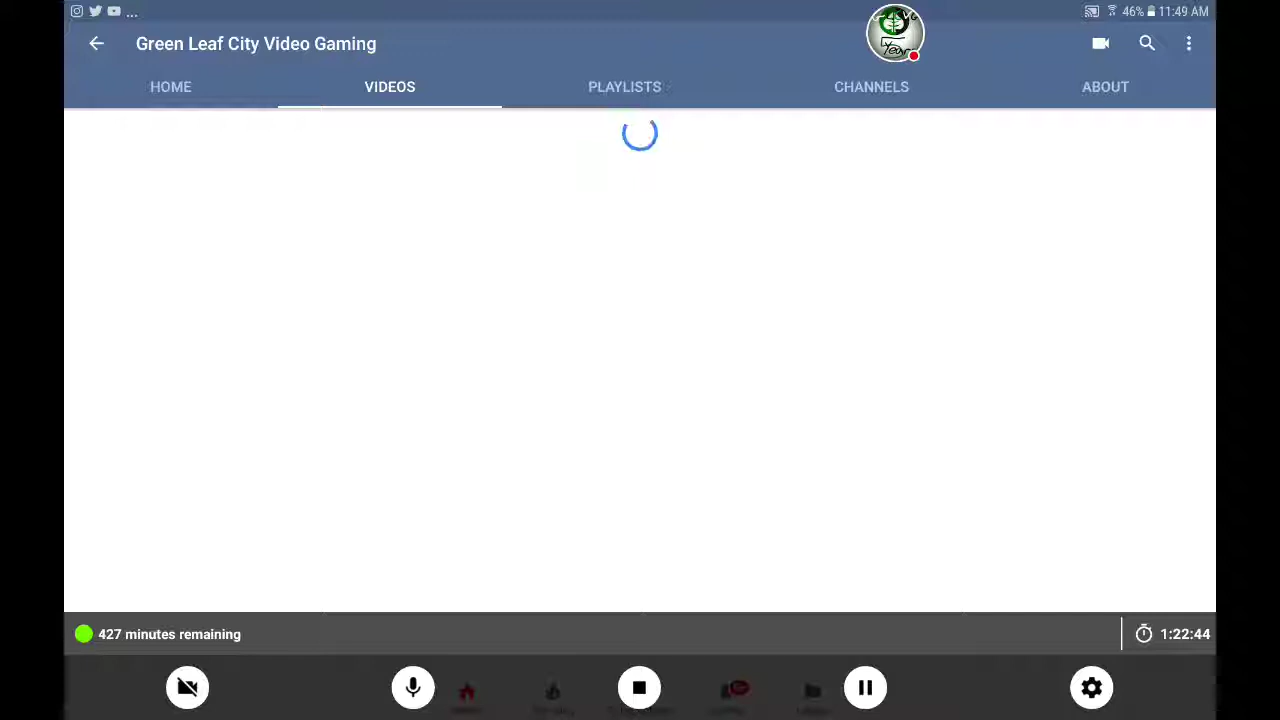 ... 46% 11:49 AM
Green Leaf City Video Gaming
HOME VIDEOS PLAYLISTS CHANNELS ABOUT
427 minutes remaining 1:22:44